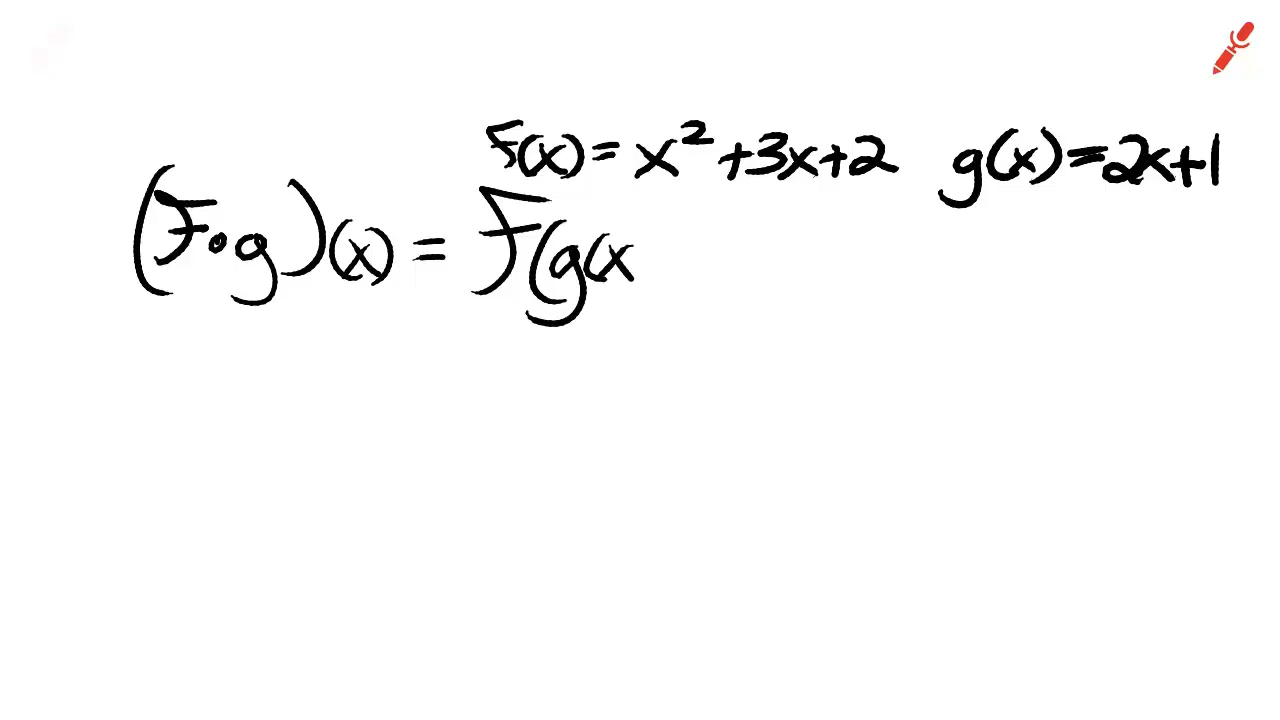 f(x) = x² + 3x + 2 g(x) = 2x + 1
(f ∘ g)(x) = f(g(x